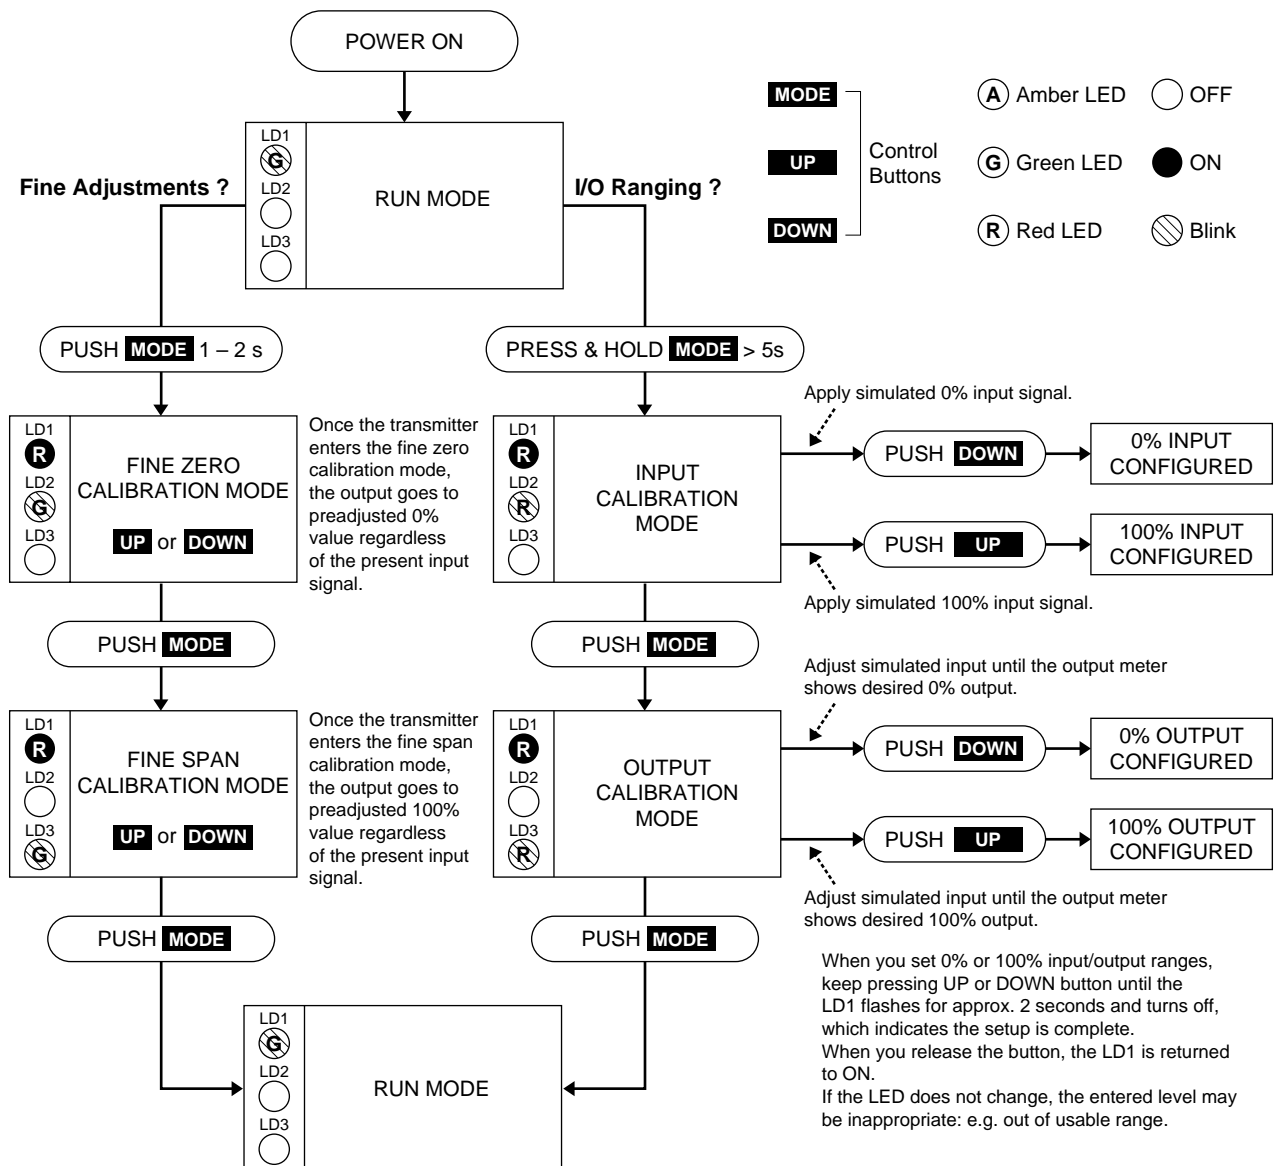 POWER ON
MODE
UP
DOWN
Control
Buttons
A Amber LED
G Green LED
R Red LED
OFF
ON
Blink
Fine Adjustments ?
I/O Ranging ?
LD1
G
LD2
LD3
RUN MODE
PUSH MODE 1 – 2 s
PRESS & HOLD MODE > 5s
LD1
R
LD2
G
LD3
FINE ZERO
CALIBRATION MODE
UP or DOWN
Once the transmitter
enters the fine zero
calibration mode,
the output goes to
preadjusted 0%
value regardless
of the present input
signal.
LD1
R
LD2
R
LD3
INPUT
CALIBRATION
MODE
Apply simulated 0% input signal.
PUSH DOWN
0% INPUT
CONFIGURED
PUSH UP
100% INPUT
CONFIGURED
Apply simulated 100% input signal.
PUSH MODE
PUSH MODE
LD1
R
LD2
LD3
G
FINE SPAN
CALIBRATION MODE
UP or DOWN
Once the transmitter
enters the fine span
calibration mode,
the output goes to
preadjusted 100%
value regardless
of the present input
signal.
LD1
R
LD2
LD3
R
OUTPUT
CALIBRATION
MODE
Adjust simulated input until the output meter
shows desired 0% output.
PUSH DOWN
0% OUTPUT
CONFIGURED
PUSH UP
100% OUTPUT
CONFIGURED
Adjust simulated input until the output meter
shows desired 100% output.
PUSH MODE
PUSH MODE
LD1
G
LD2
LD3
RUN MODE
When you set 0% or 100% input/output ranges,
keep pressing UP or DOWN button until the
LD1 flashes for approx. 2 seconds and turns off,
which indicates the setup is complete.
When you release the button, the LD1 is returned
to ON.
If the LED does not change, the entered level may
be inappropriate: e.g. out of usable range.